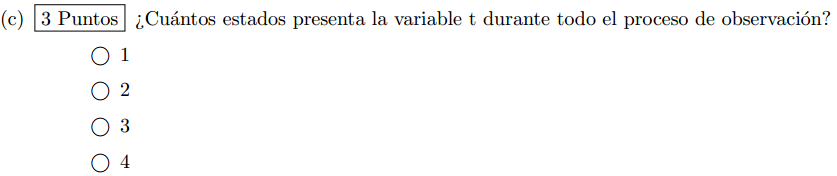 (c) 3 Puntos ¿Cuántos estados presenta la variable t durante todo el proceso de observación?
1
2
3
4